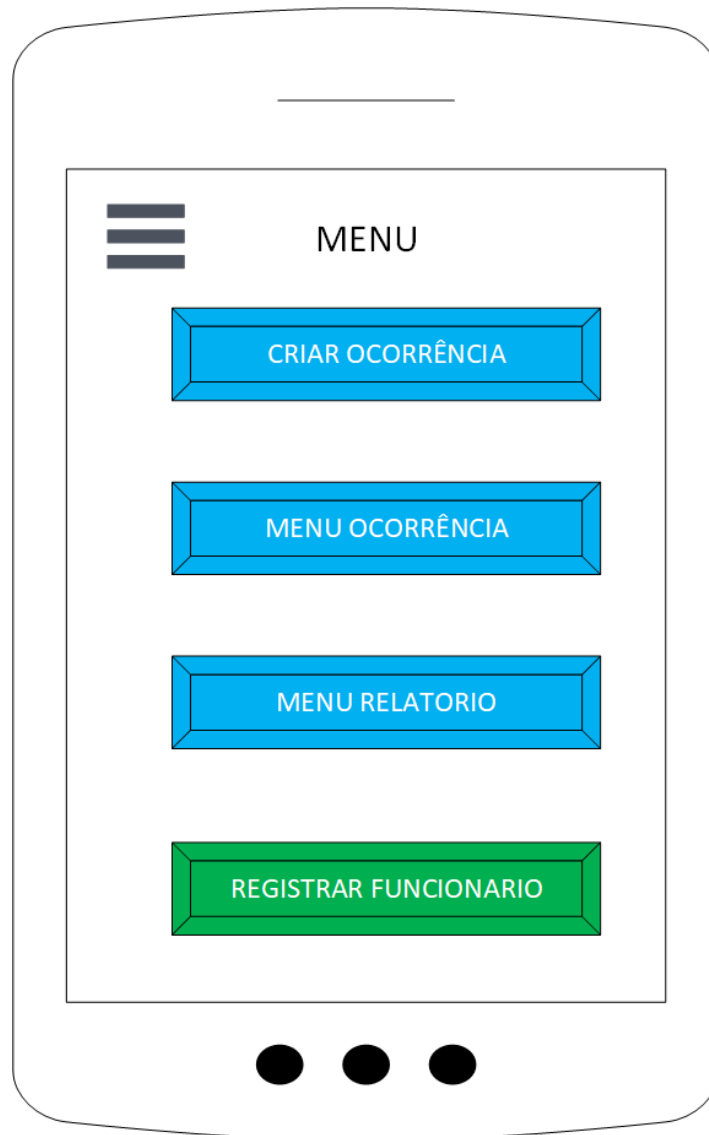 MENU
CRIAR OCORRÊNCIA
MENU OCORRÊNCIA
MENU RELATORIO
REGISTRAR FUNCIONARIO